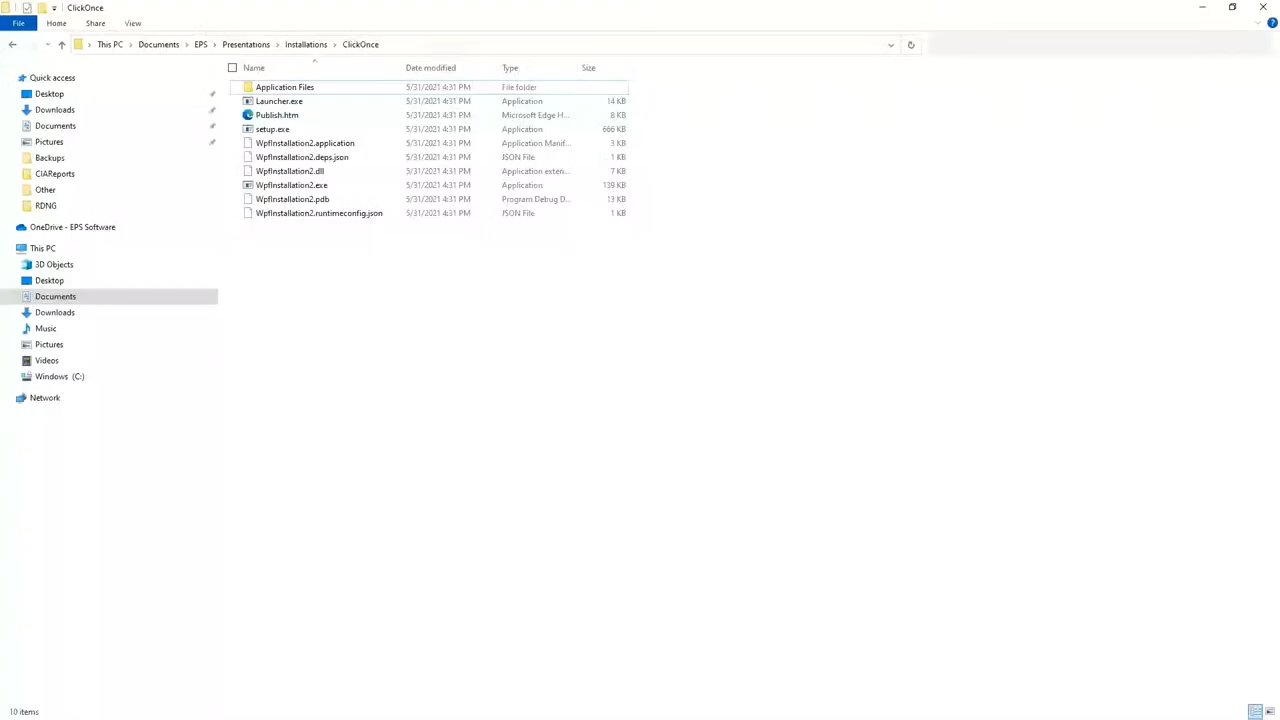 ClickOnce
File Home Share View
This PC Documents EPS Presentations Installations ClickOnce
Name Date modified Type Size
Quick access
Desktop
Downloads
Documents
Pictures
Backups
CIAReports
Other
RDNG
OneDrive - EPS Software
This PC
3D Objects
Desktop
Documents
Downloads
Music
Pictures
Videos
Windows (C:)
Network
Application Files 5/31/2021 4:31 PM File folder
Launcher.exe 5/31/2021 4:31 PM Application 14 KB
Publish.htm 5/31/2021 4:31 PM Microsoft Edge H... 8 KB
setup.exe 5/31/2021 4:31 PM Application 666 KB
WpfInstallation2.application 5/31/2021 4:31 PM Application Manif... 3 KB
WpfInstallation2.deps.json 5/31/2021 4:31 PM JSON File 1 KB
WpfInstallation2.dll 5/31/2021 4:31 PM Application exten... 7 KB
WpfInstallation2.exe 5/31/2021 4:31 PM Application 139 KB
WpfInstallation2.pdb 5/31/2021 4:31 PM Program Debug D... 13 KB
WpfInstallation2.runtimeconfig.json 5/31/2021 4:31 PM JSON File 1 KB
10 items